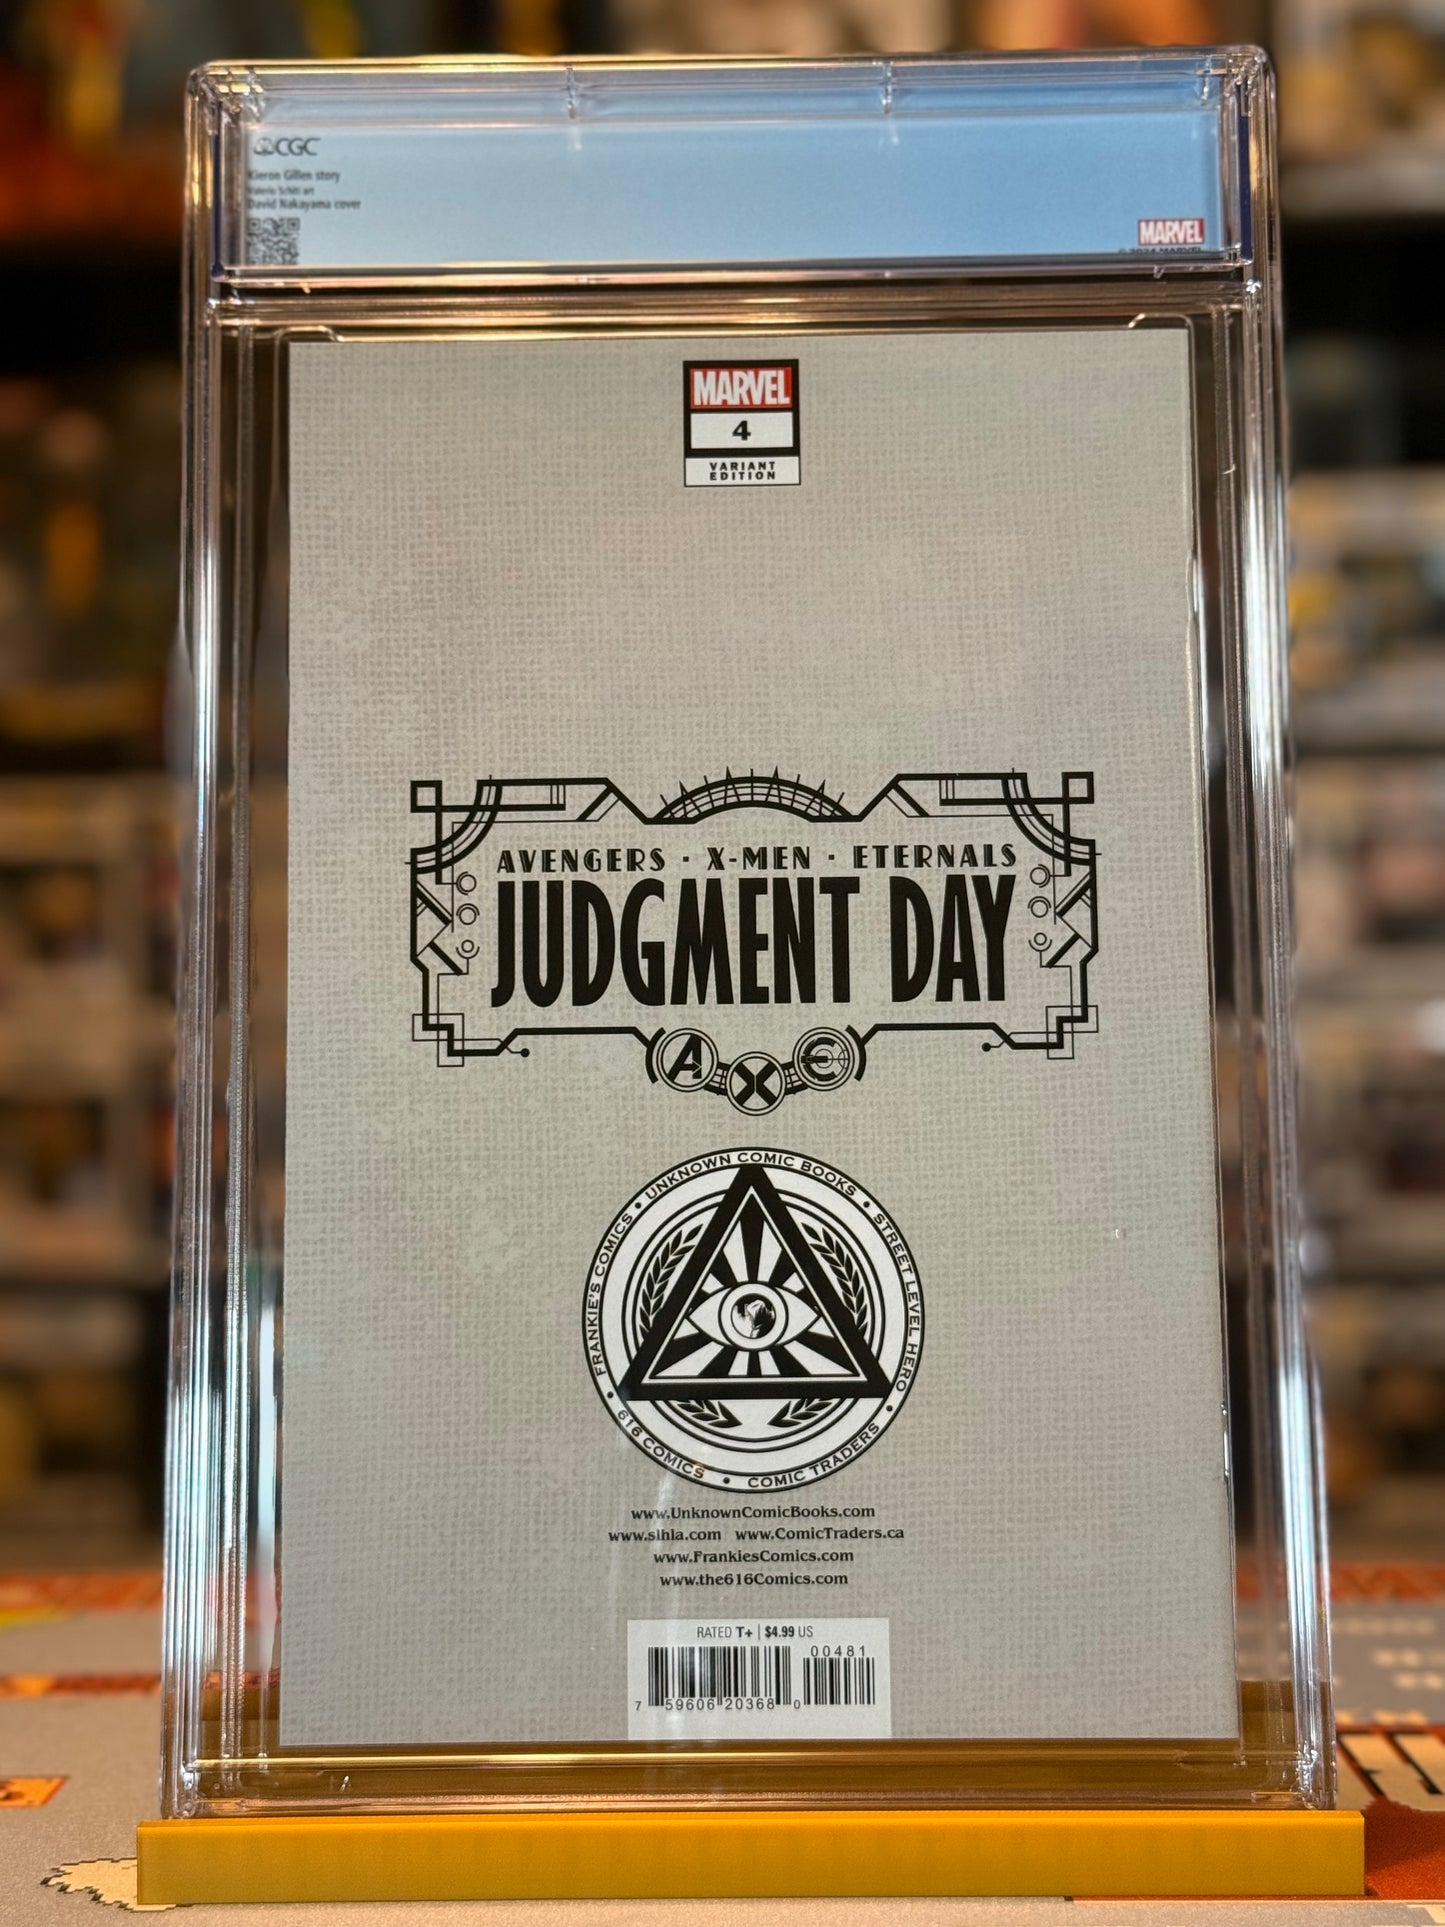 CGC
Kieron Gillen story
Valerio Schiti art
David Nakayama cover
MARVEL
© 2024 MARVEL
MARVEL
4
VARIANT
EDITION
AVENGERS · X-MEN · ETERNALS
JUDGMENT DAY
A X E
UNKNOWN COMIC BOOKS • STREET LEVEL HERO • COMIC TRADERS • 616 COMICS • FRANKIE'S COMICS •
www.UnknownComicBooks.com
www.slhla.com www.ComicTraders.ca
www.FrankiesComics.com
www.the616Comics.com
RATED T+ | $4.99 US
00481
7 59606 20368 0